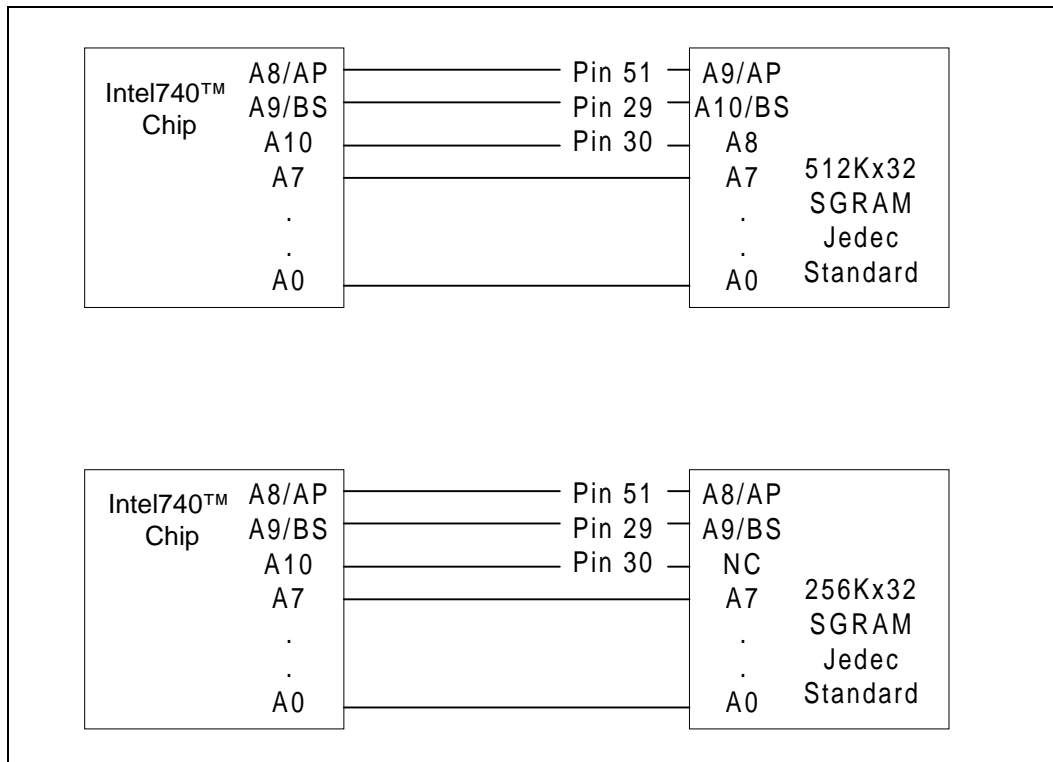 Intel740™ Chip
A8/AP Pin 51 A9/AP
A9/BS Pin 29 A10/BS
A10 Pin 30 A8
A7 A7
. .
. .
A0 A0
512Kx32
SGRAM
Jedec
Standard
Intel740™ Chip
A8/AP Pin 51 A8/AP
A9/BS Pin 29 A9/BS
A10 Pin 30 NC
A7 A7
. .
. .
A0 A0
256Kx32
SGRAM
Jedec
Standard